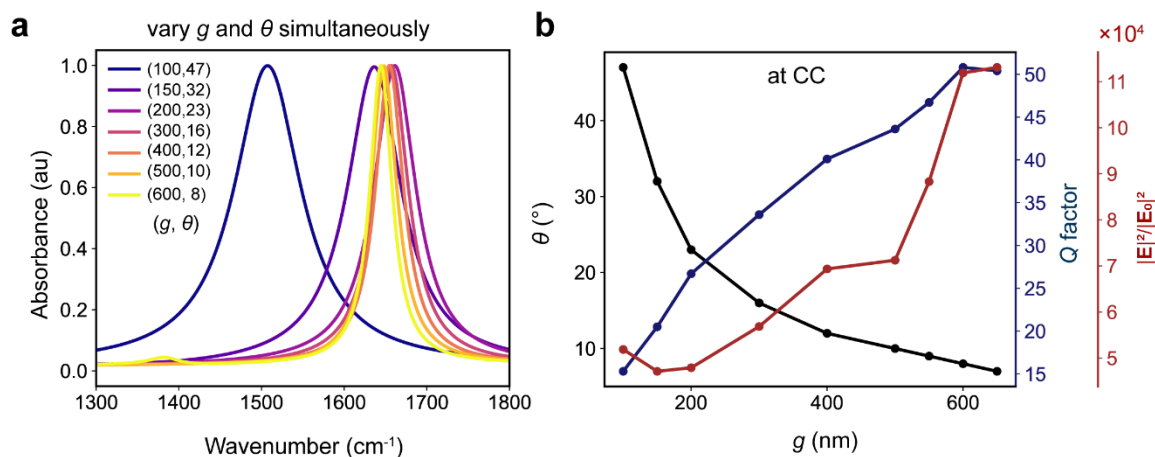 a
vary g and θ simultaneously
Absorbance (au)
1.0
0.8
0.6
0.4
0.2
0.0
(100,47)
(150,32)
(200,23)
(300,16)
(400,12)
(500,10)
(600, 8)
(g, θ)
1300 1400 1500 1600 1700 1800
Wavenumber (cm⁻¹)
b
at CC
θ (°)
40
30
20
10
200 400 600
g (nm)
50
45
40
35
30
25
20
15
Q factor
×10⁴
11
10
9
8
7
6
5
|E|²/|E₀|²